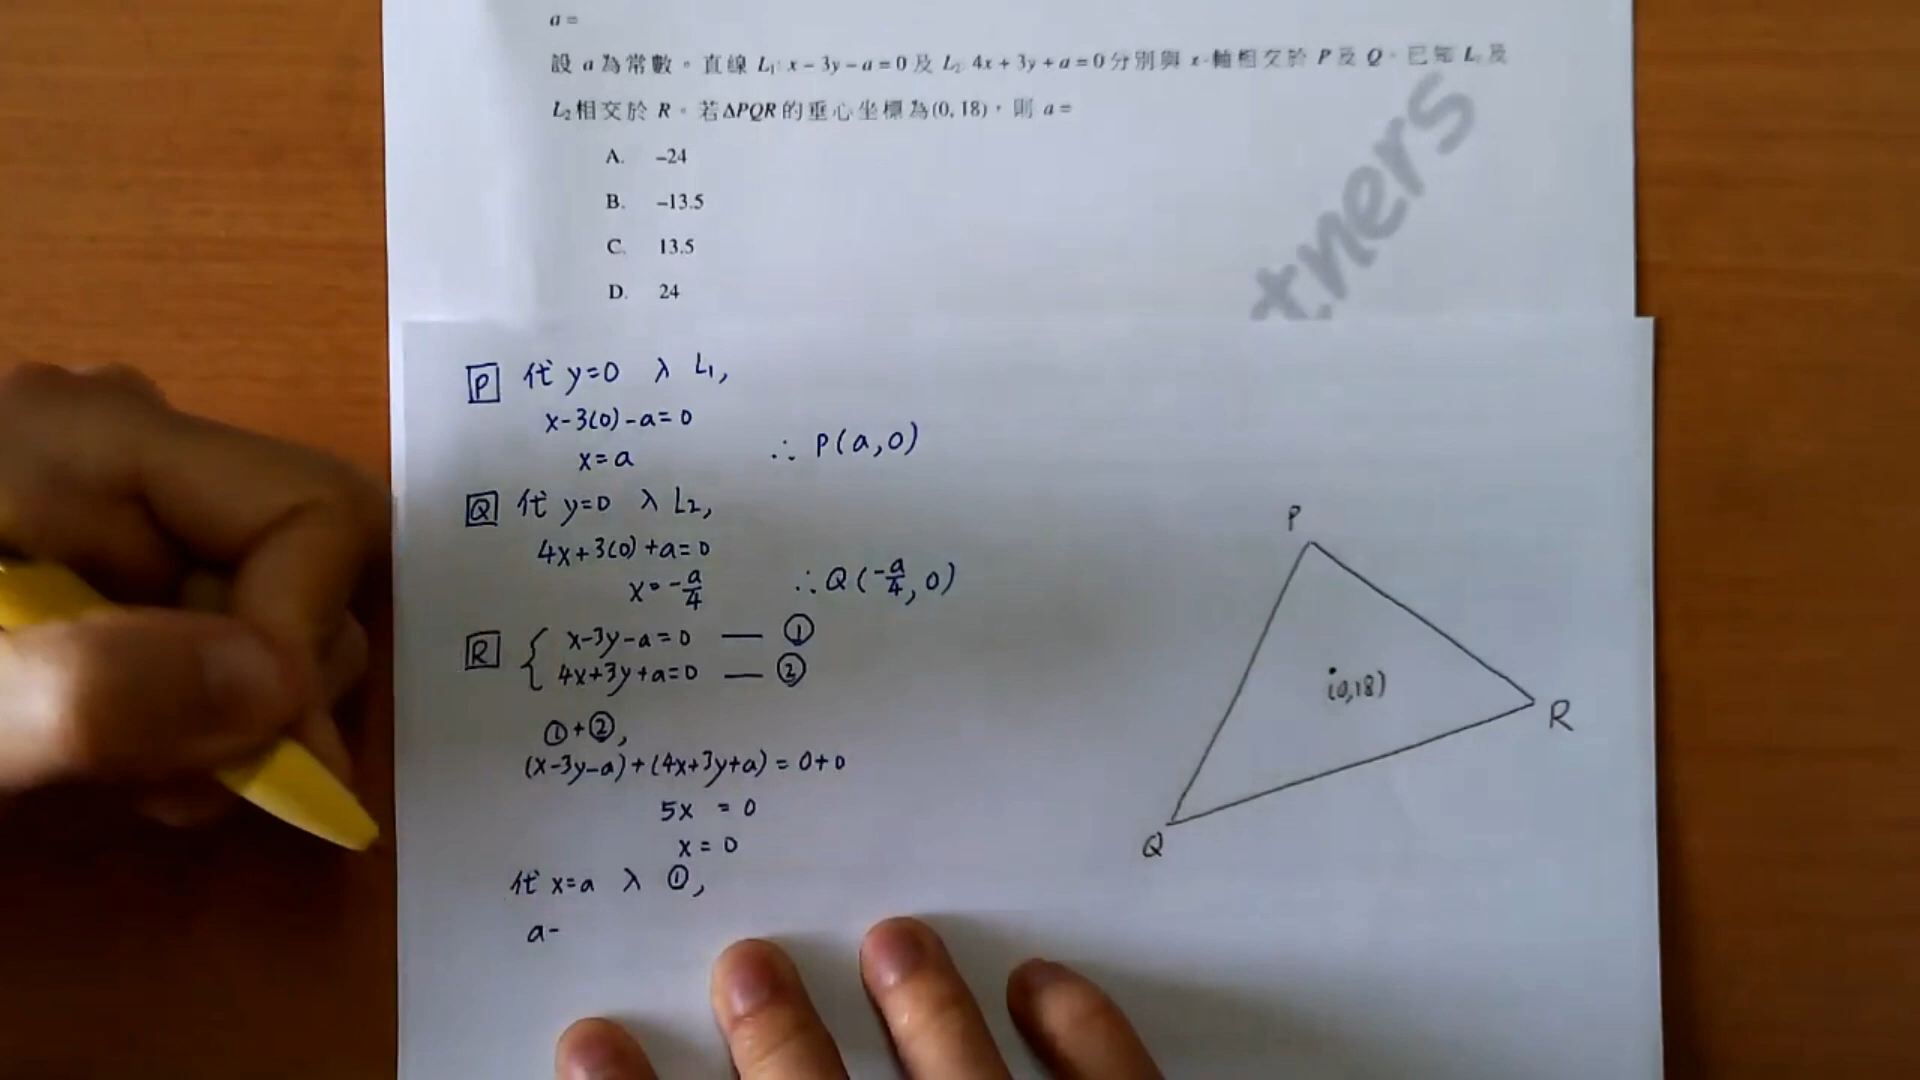 a =
設 a 為常數。直線 L₁: x − 3y − a = 0 及 L₂: 4x + 3y + a = 0 分別與 x-軸相交於 P 及 Q。已知 L₁ 及
L₂ 相交於 R。若 ΔPQR 的垂心坐標為 (0, 18)，則 a =
A. −24
B. −13.5
C. 13.5
D. 24
tners
P 代 y=0 入 L₁,
x-3(0)-a=0
x=a ∴ P(a,0)
Q 代 y=0 入 L₂,
4x+3(0)+a=0
x=-a/4 ∴ Q(-a/4,0)
R { x-3y-a=0 — ①
4x+3y+a=0 — ②
①+②,
(x-3y-a)+(4x+3y+a)=0+0
5x = 0
x = 0
代 x=a 入 ①,
a-
P
(0,18)
R
Q